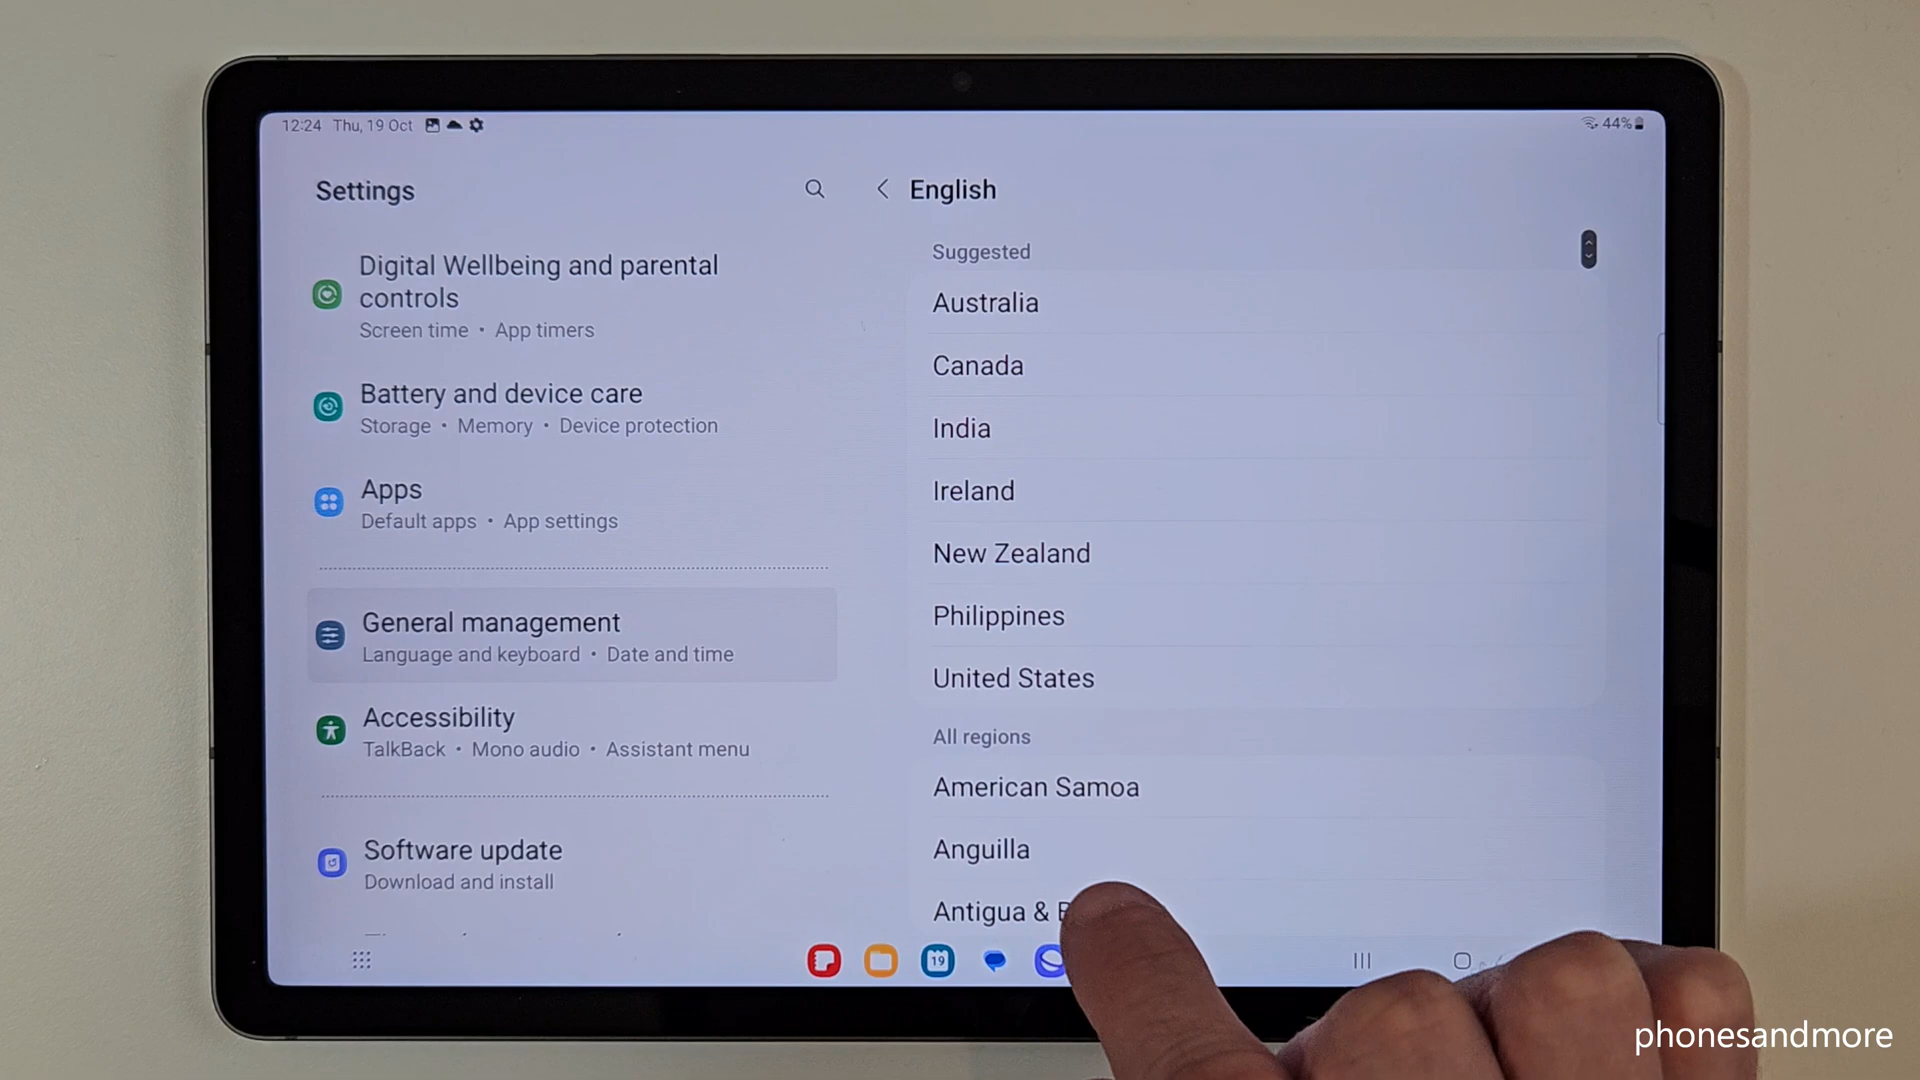 12:24 Thu, 19 Oct
44%
Settings
Digital Wellbeing and parental
controls
Screen time • App timers
Battery and device care
Storage • Memory • Device protection
Apps
Default apps • App settings
General management
Language and keyboard • Date and time
Accessibility
TalkBack • Mono audio • Assistant menu
Software update
Download and install
English
Suggested
Australia
Canada
India
Ireland
New Zealand
Philippines
United States
All regions
American Samoa
Anguilla
Antigua &
19
phonesandmore